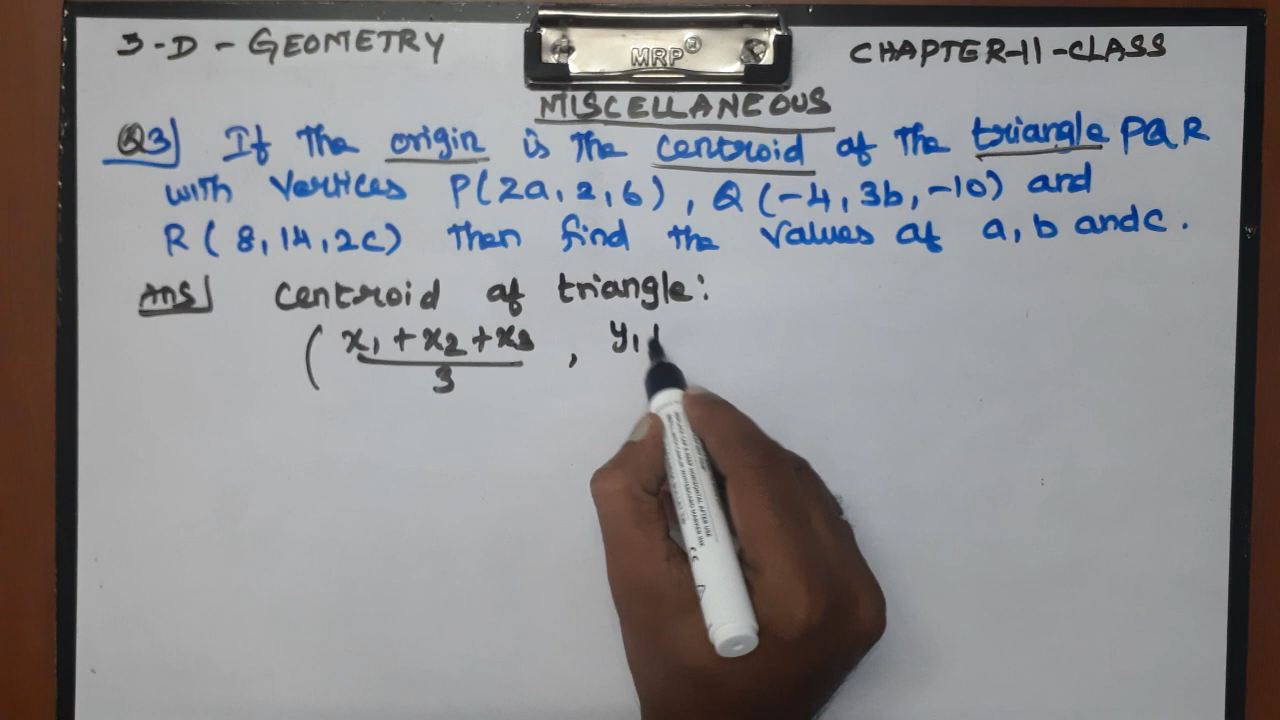 3-D-GEOMETRY
MRP®
CHAPTER-11-CLASS
MISCELLANEOUS
Q3] If the origin is the centroid of the triangle PQR
with vertices P(2a, 2, 6), Q (-4, 3b, -10) and
R (8, 14, 2c) then find the values of a, b and c.
Ans] Centroid of triangle:
( x₁ + x₂ + x₃ / 3 , y₁